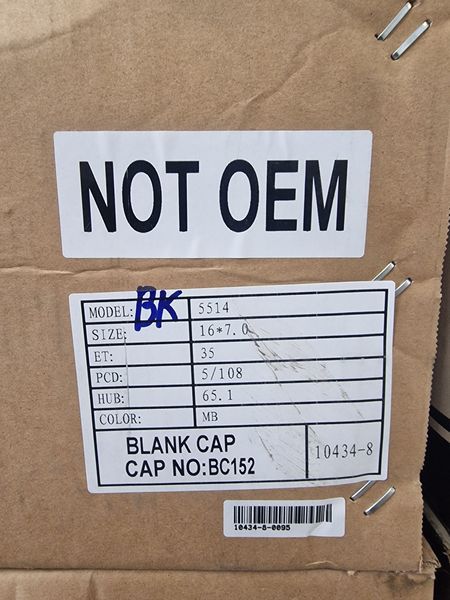 NOT OEM
MODEL: BK 5514
SIZE: 16*7.0
ET: 35
PCD: 5/108
HUB: 65.1
COLOR: MB
BLANK CAP
CAP NO:BC152
10434-8
10434-8-0095